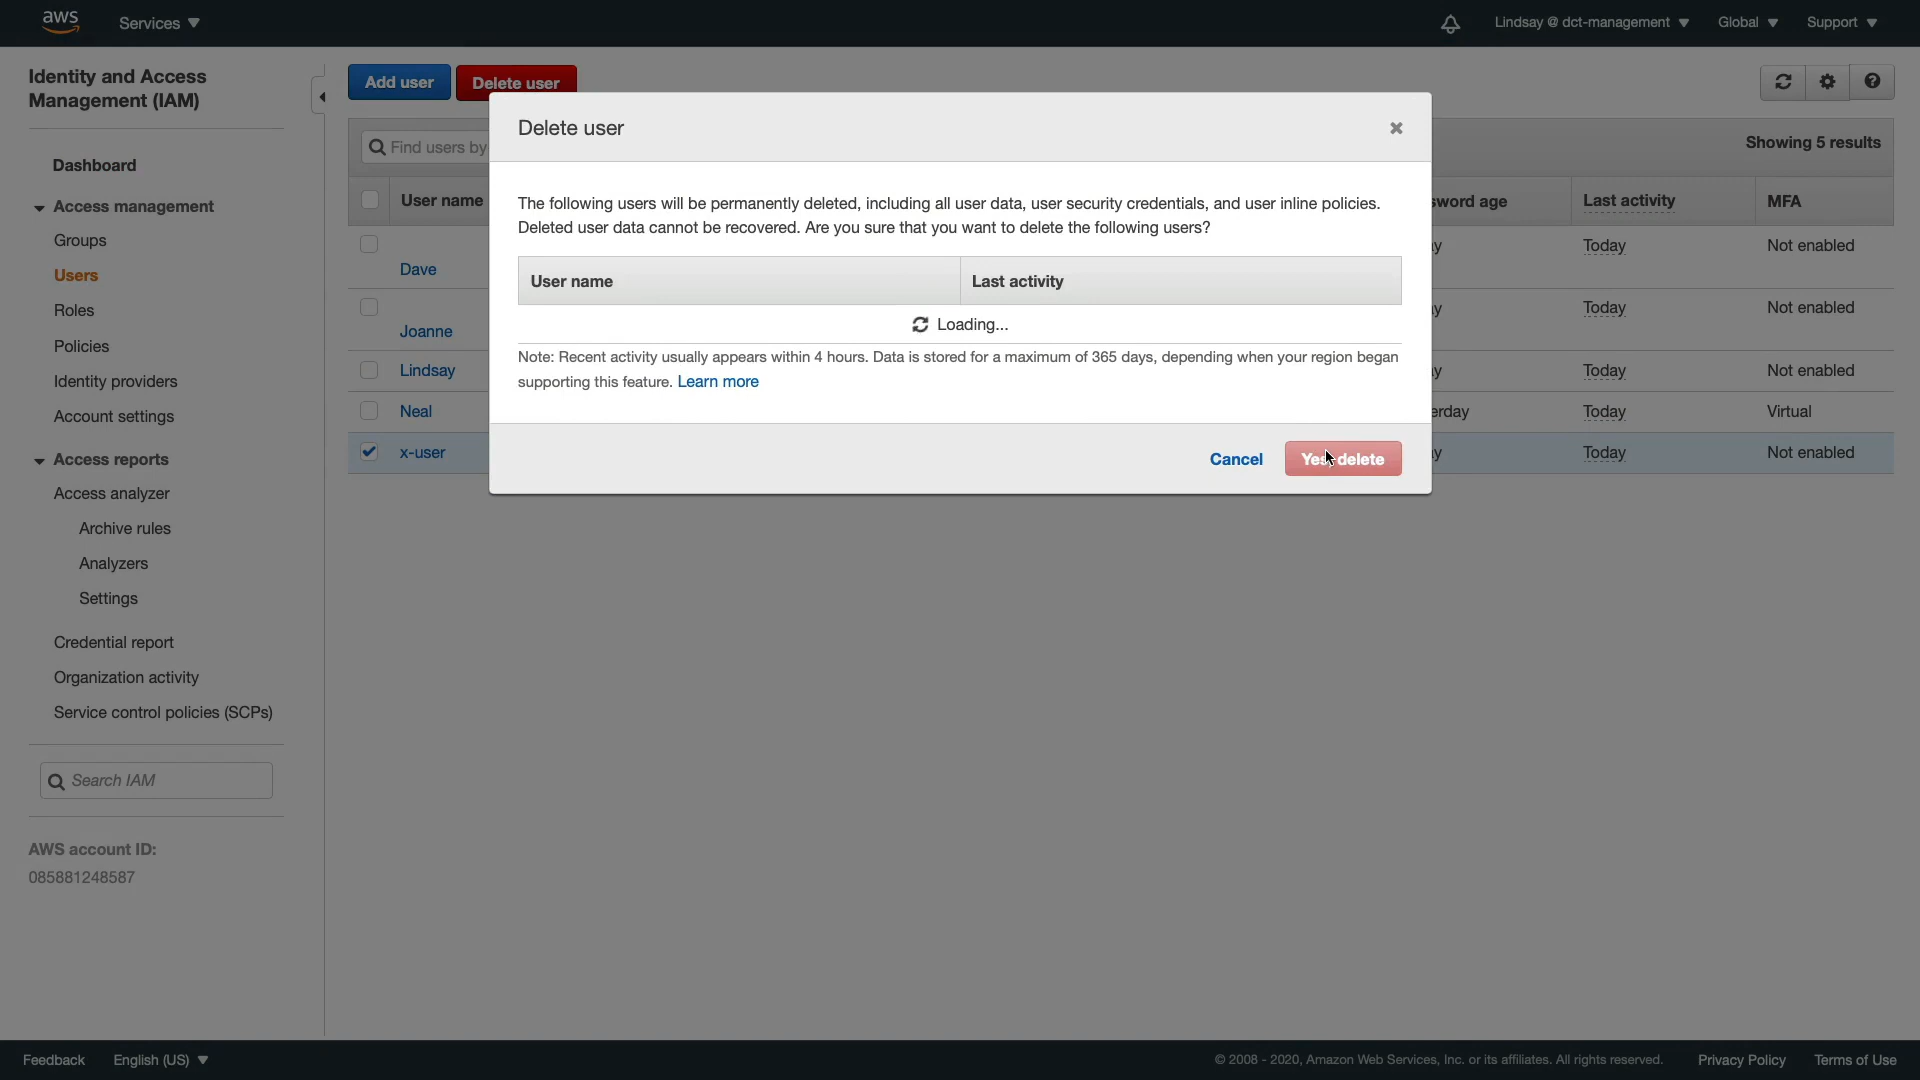 aws
Services
Lindsay @ dct-management
Global
Support
Identity and Access
Management (IAM)
Dashboard
Access management
Groups
Users
Roles
Policies
Identity providers
Account settings
Access reports
Access analyzer
Archive rules
Analyzers
Settings
Credential report
Organization activity
Service control policies (SCPs)
Search IAM
AWS account ID:
085881248587
Add user
Delete user
Find users by
Showing 5 results
User name
sword age
Last activity
MFA
Dave
Today
Not enabled
Joanne
Today
Not enabled
Lindsay
Today
Not enabled
Neal
erday
Today
Virtual
x-user
Today
Not enabled
Delete user
The following users will be permanently deleted, including all user data, user security credentials, and user inline policies.
Deleted user data cannot be recovered. Are you sure that you want to delete the following users?
User name
Last activity
Loading...
Note: Recent activity usually appears within 4 hours. Data is stored for a maximum of 365 days, depending when your region began
supporting this feature. Learn more
Cancel
Yes, delete
Feedback
English (US)
© 2008 - 2020, Amazon Web Services, Inc. or its affiliates. All rights reserved.
Privacy Policy
Terms of Use